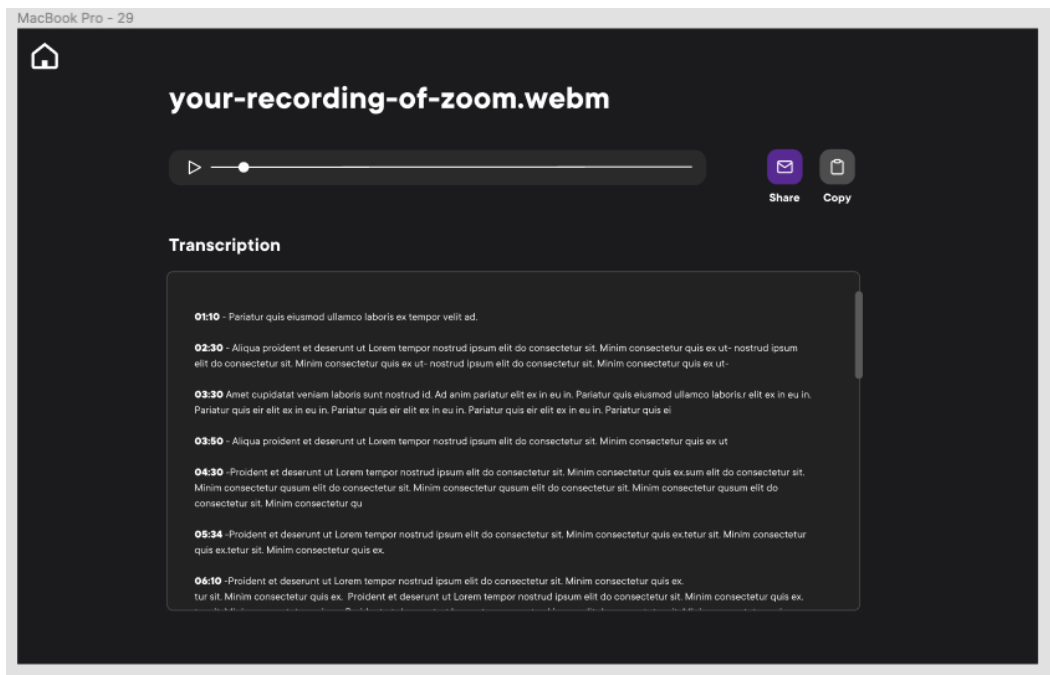 MacBook Pro - 29
your-recording-of-zoom.webm
Share Copy
Transcription
01:10 - Pariatur quis eiusmod ullamco laboris ex tempor velit ad.
02:30 - Aliqua proident et deserunt ut Lorem tempor nostrud ipsum elit do consectetur sit. Minim consectetur quis ex ut- nostrud ipsum
elit do consectetur sit. Minim consectetur quis ex ut- nostrud ipsum elit do consectetur sit. Minim consectetur quis ex ut-
03:30 Amet cupidatat veniam laboris sunt nostrud id. Ad anim pariatur elit ex in eu in. Pariatur quis eiusmod ullamco laboris.r elit ex in eu in.
Pariatur quis eir elit ex in eu in. Pariatur quis eir elit ex in eu in. Pariatur quis eir elit ex in eu in. Pariatur quis ei
03:50 - Aliqua proident et deserunt ut Lorem tempor nostrud ipsum elit do consectetur sit. Minim consectetur quis ex ut
04:30 -Proident et deserunt ut Lorem tempor nostrud ipsum elit do consectetur sit. Minim consectetur quis ex.sum elit do consectetur sit.
Minim consectetur qusum elit do consectetur sit. Minim consectetur qusum elit do consectetur sit. Minim consectetur qusum elit do
consectetur sit. Minim consectetur qu
05:34 -Proident et deserunt ut Lorem tempor nostrud ipsum elit do consectetur sit. Minim consectetur quis ex.tetur sit. Minim consectetur
quis ex.tetur sit. Minim consectetur quis ex.
06:10 -Proident et deserunt ut Lorem tempor nostrud ipsum elit do consectetur sit. Minim consectetur quis ex.
tur sit. Minim consectetur quis ex. Proident et deserunt ut Lorem tempor nostrud ipsum elit do consectetur sit. Minim consectetur quis ex.